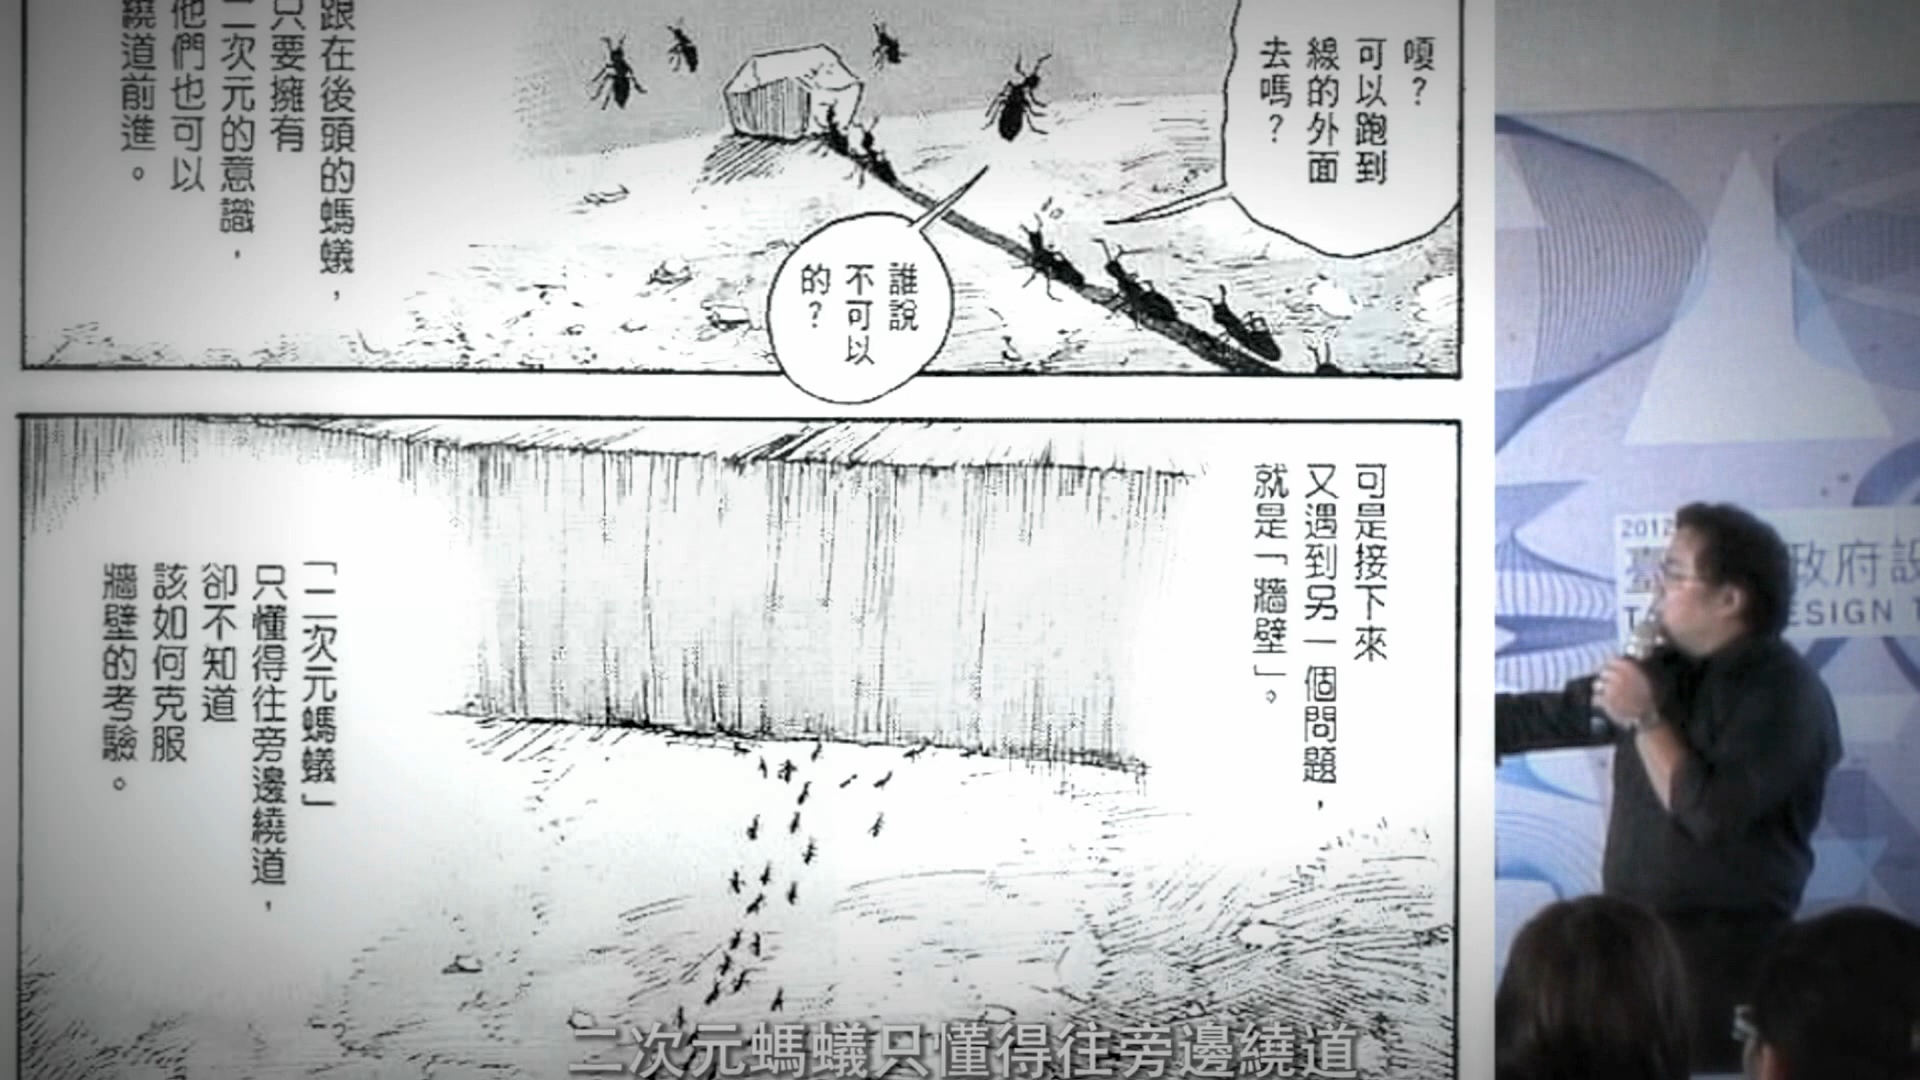 嗄？
可以跑到
線的外面
去嗎？
誰說
不可以
的？
跟在後頭的螞蟻，
只要擁有
二次元的意識，
他們也可以
繞道前進。
可是接下來
又遇到另一個問題，
就是「牆壁」。
「二次元螞蟻」
只懂得往旁邊繞道，
卻不知道
該如何克服
牆壁的考驗。
2012
臺
政府設
ESIGN
二次元螞蟻只懂得往旁邊繞道